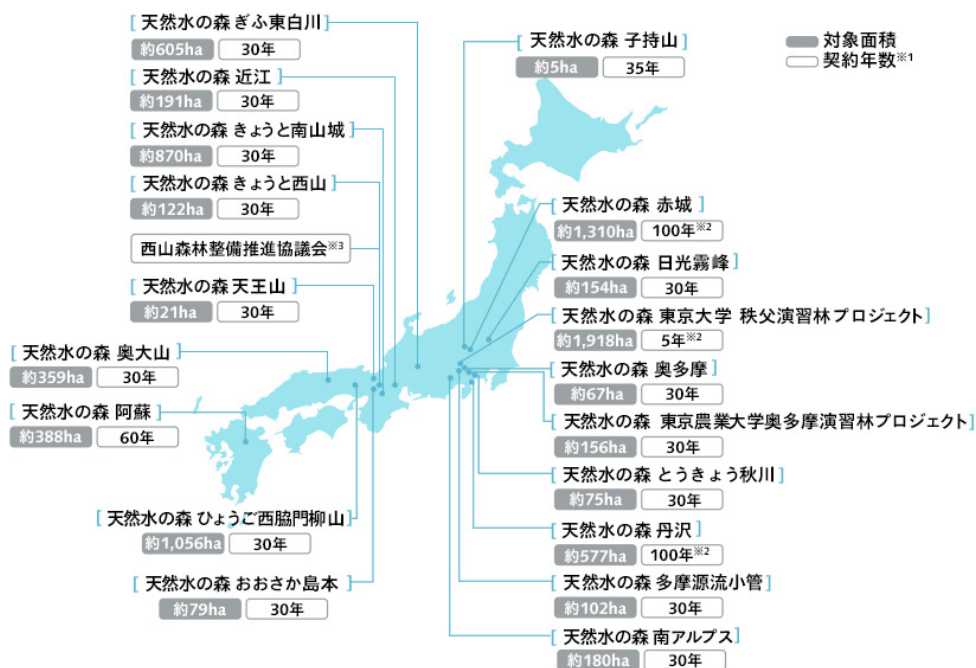 [ 天然水の森 ぎふ東白川 ]
約605ha 30年
[ 天然水の森 近江 ]
約191ha 30年
[ 天然水の森 きょうと南山城 ]
約870ha 30年
[ 天然水の森 きょうと西山 ]
約122ha 30年
西山森林整備推進協議会※3
[ 天然水の森 天王山 ]
約21ha 30年
[ 天然水の森 奥大山 ]
約359ha 30年
[ 天然水の森 阿蘇 ]
約388ha 60年
[ 天然水の森 ひょうご西脇門柳山 ]
約1,056ha 30年
[ 天然水の森 おおさか島本 ]
約79ha 30年
[ 天然水の森 子持山 ]
約5ha 35年
対象面積
契約年数※1
[ 天然水の森 赤城 ]
約1,310ha 100年※2
[ 天然水の森 日光霧峰 ]
約154ha 30年
[ 天然水の森 東京大学 秩父演習林プロジェクト ]
約1,918ha 5年※2
[ 天然水の森 奥多摩 ]
約67ha 30年
[ 天然水の森 東京農業大学奥多摩演習林プロジェクト ]
約156ha 30年
[ 天然水の森 とうきょう秋川 ]
約75ha 30年
[ 天然水の森 丹沢 ]
約577ha 100年※2
[ 天然水の森 多摩源流小菅 ]
約102ha 30年
[ 天然水の森 南アルプス ]
約180ha 30年